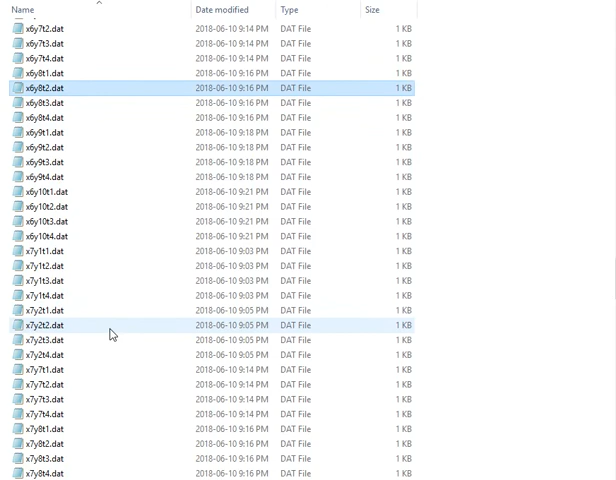 Name Date modified Type Size
x6y7t2.dat 2018-06-10 9:14 PM DAT File 1 KB
x6y7t3.dat 2018-06-10 9:14 PM DAT File 1 KB
x6y7t4.dat 2018-06-10 9:14 PM DAT File 1 KB
x6y8t1.dat 2018-06-10 9:16 PM DAT File 1 KB
x6y8t2.dat 2018-06-10 9:16 PM DAT File 1 KB
x6y8t3.dat 2018-06-10 9:16 PM DAT File 1 KB
x6y8t4.dat 2018-06-10 9:16 PM DAT File 1 KB
x6y9t1.dat 2018-06-10 9:18 PM DAT File 1 KB
x6y9t2.dat 2018-06-10 9:18 PM DAT File 1 KB
x6y9t3.dat 2018-06-10 9:18 PM DAT File 1 KB
x6y9t4.dat 2018-06-10 9:18 PM DAT File 1 KB
x6y10t1.dat 2018-06-10 9:21 PM DAT File 1 KB
x6y10t2.dat 2018-06-10 9:21 PM DAT File 1 KB
x6y10t3.dat 2018-06-10 9:21 PM DAT File 1 KB
x6y10t4.dat 2018-06-10 9:21 PM DAT File 1 KB
x7y1t1.dat 2018-06-10 9:03 PM DAT File 1 KB
x7y1t2.dat 2018-06-10 9:03 PM DAT File 1 KB
x7y1t3.dat 2018-06-10 9:03 PM DAT File 1 KB
x7y1t4.dat 2018-06-10 9:03 PM DAT File 1 KB
x7y2t1.dat 2018-06-10 9:05 PM DAT File 1 KB
x7y2t2.dat 2018-06-10 9:05 PM DAT File 1 KB
x7y2t3.dat 2018-06-10 9:05 PM DAT File 1 KB
x7y2t4.dat 2018-06-10 9:05 PM DAT File 1 KB
x7y7t1.dat 2018-06-10 9:14 PM DAT File 1 KB
x7y7t2.dat 2018-06-10 9:14 PM DAT File 1 KB
x7y7t3.dat 2018-06-10 9:14 PM DAT File 1 KB
x7y7t4.dat 2018-06-10 9:14 PM DAT File 1 KB
x7y8t1.dat 2018-06-10 9:16 PM DAT File 1 KB
x7y8t2.dat 2018-06-10 9:16 PM DAT File 1 KB
x7y8t3.dat 2018-06-10 9:16 PM DAT File 1 KB
x7y8t4.dat 2018-06-10 9:16 PM DAT File 1 KB